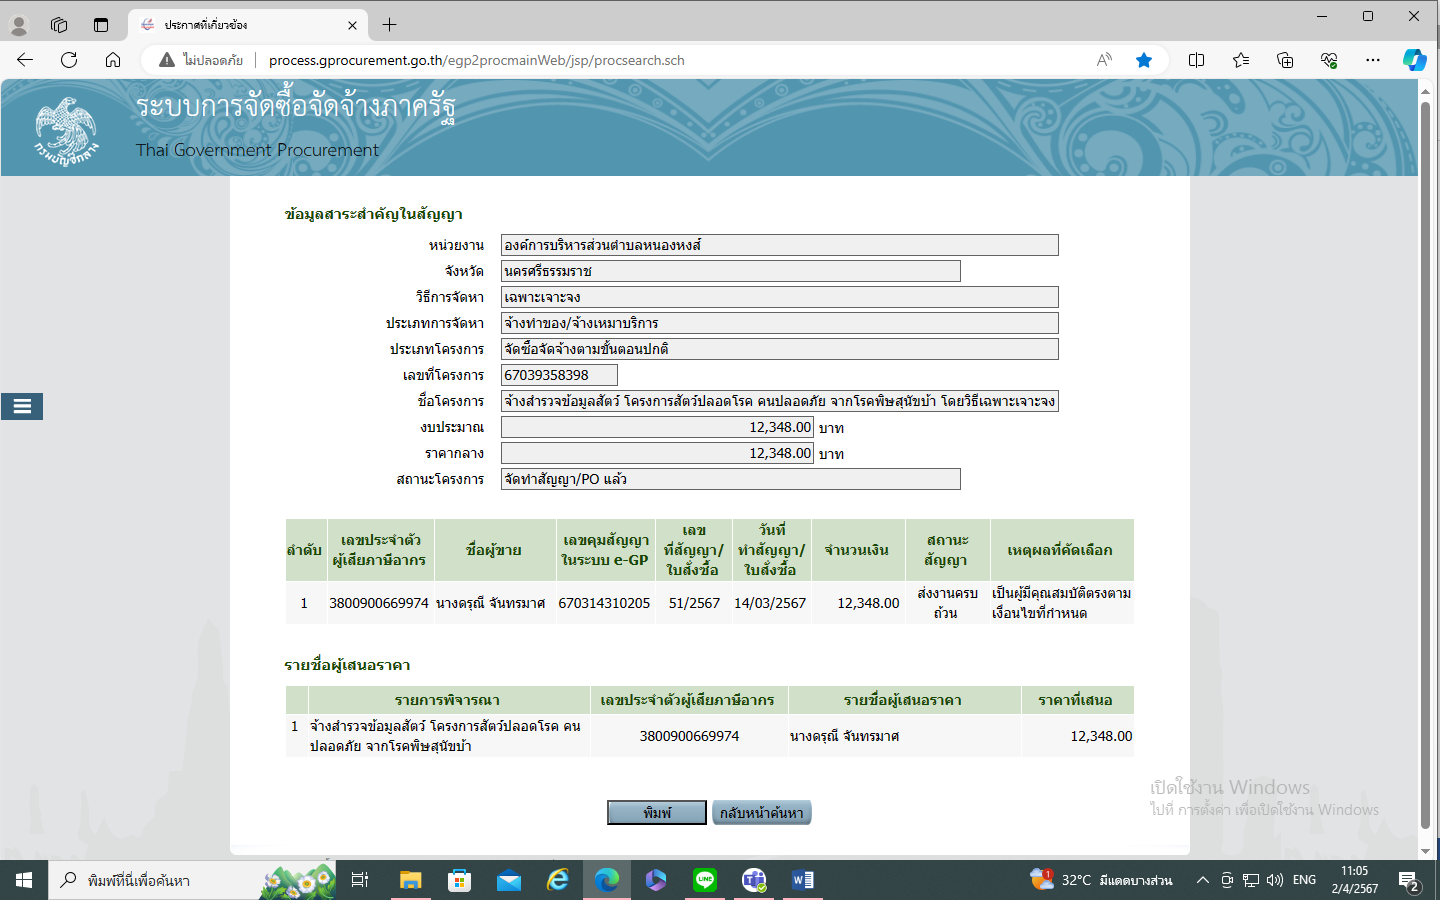 ประกาศที่เกี่ยวข้อง
ไม่ปลอดภัย
process.gprocurement.go.th/egp2procmainWeb/jsp/procsearch.sch
ระบบการจัดซื้อจัดจ้างภาครัฐ
Thai Government Procurement
กรมบัญชีกลาง
ข้อมูลสาระสำคัญในสัญญา
หน่วยงาน องค์การบริหารส่วนตำบลหนองหงส์
จังหวัด นครศรีธรรมราช
วิธีการจัดหา เฉพาะเจาะจง
ประเภทการจัดหา จ้างทำของ/จ้างเหมาบริการ
ประเภทโครงการ จัดซื้อจัดจ้างตามขั้นตอนปกติ
เลขที่โครงการ 67039358398
ชื่อโครงการ จ้างสำรวจข้อมูลสัตว์ โครงการสัตว์ปลอดโรค คนปลอดภัย จากโรคพิษสุนัขบ้า โดยวิธีเฉพาะเจาะจง
งบประมาณ 12,348.00 บาท
ราคากลาง 12,348.00 บาท
สถานะโครงการ จัดทำสัญญา/PO แล้ว
ลำดับ เลขประจำตัวผู้เสียภาษีอากร ชื่อผู้ขาย เลขคุมสัญญาในระบบ e-GP เลขที่สัญญา/ใบสั่งซื้อ วันที่ทำสัญญา/ใบสั่งซื้อ จำนวนเงิน สถานะสัญญา เหตุผลที่คัดเลือก
1 3800900669974 นางดรุณี จันทรมาศ 670314310205 51/2567 14/03/2567 12,348.00 ส่งงานครบถ้วน เป็นผู้มีคุณสมบัติตรงตามเงื่อนไขที่กำหนด
รายชื่อผู้เสนอราคา
รายการพิจารณา เลขประจำตัวผู้เสียภาษีอากร รายชื่อผู้เสนอราคา ราคาที่เสนอ
1 จ้างสำรวจข้อมูลสัตว์ โครงการสัตว์ปลอดโรค คนปลอดภัย จากโรคพิษสุนัขบ้า 3800900669974 นางดรุณี จันทรมาศ 12,348.00
พิมพ์ กลับหน้าค้นหา
เปิดใช้งาน Windows
ไปที่ การตั้งค่า เพื่อเปิดใช้งาน Windows
พิมพ์ที่นี่เพื่อค้นหา
32°C มีแดดบางส่วน
ENG
11:05
2/4/2567